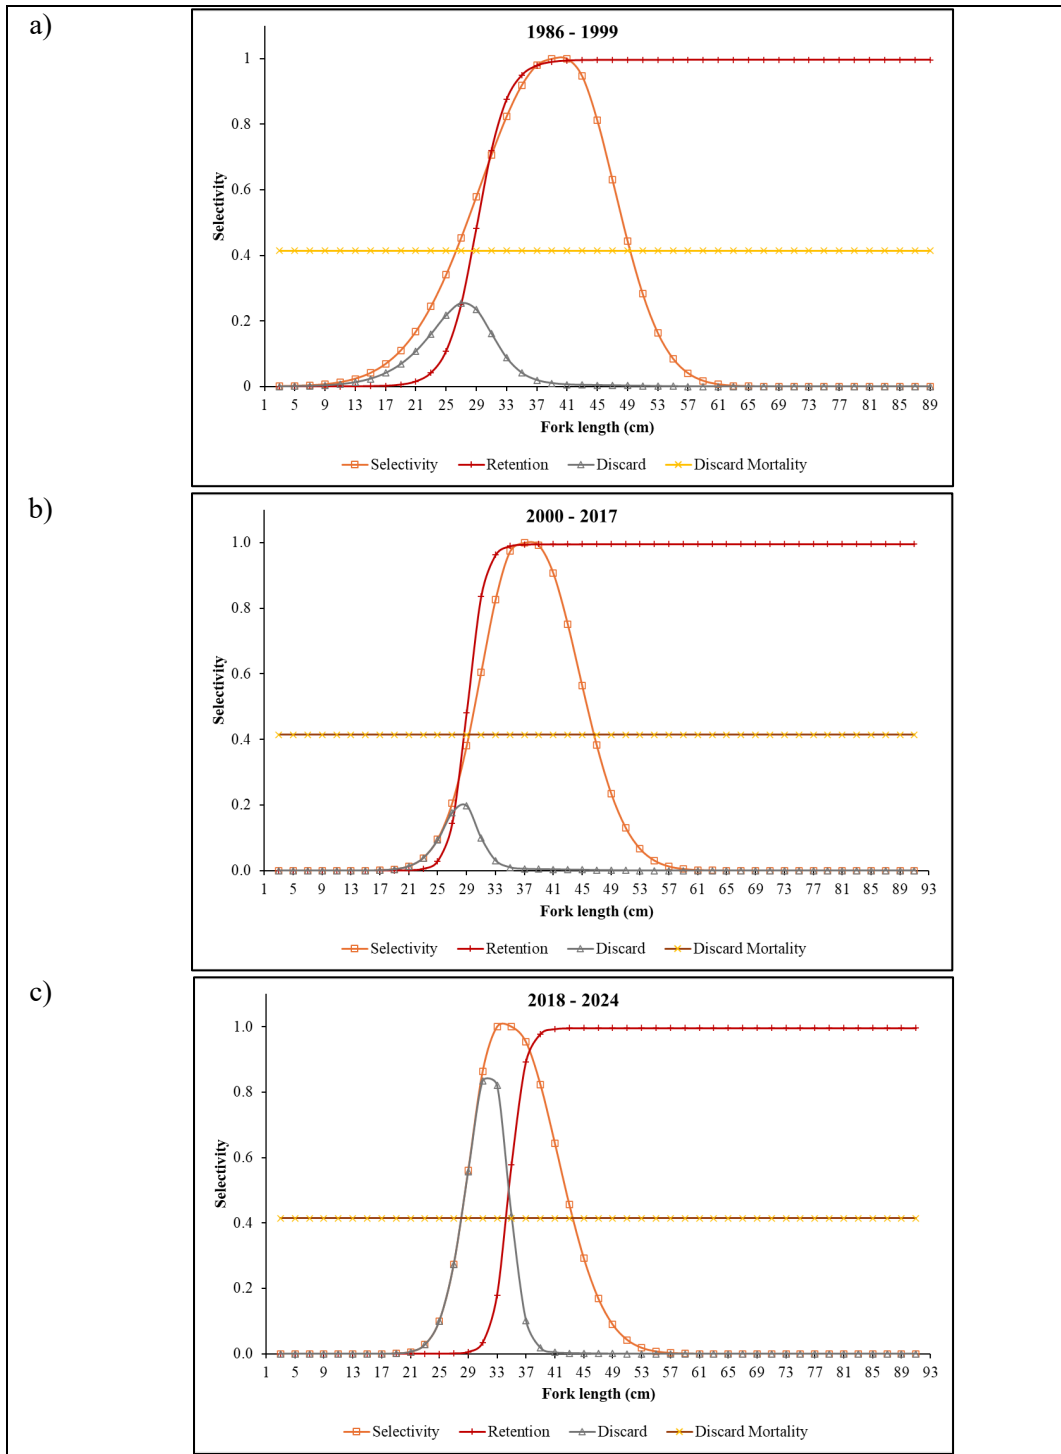 a)
1986 - 1999
1
0.8
0.6
0.4
0.2
0
Selectivity
1 5 9 13 17 21 25 29 33 37 41 45 49 53 57 61 65 69 73 77 81 85 89
Fork length (cm)
Selectivity Retention Discard Discard Mortality
b)
2000 - 2017
1.0
0.8
0.6
0.4
0.2
0.0
Selectivity
1 5 9 13 17 21 25 29 33 37 41 45 49 53 57 61 65 69 73 77 81 85 89 93
Fork length (cm)
Selectivity Retention Discard Discard Mortality
c)
2018 - 2024
1.0
0.8
0.6
0.4
0.2
0.0
Selectivity
1 5 9 13 17 21 25 29 33 37 41 45 49 53 57 61 65 69 73 77 81 85 89 93
Fork length (cm)
Selectivity Retention Discard Discard Mortality